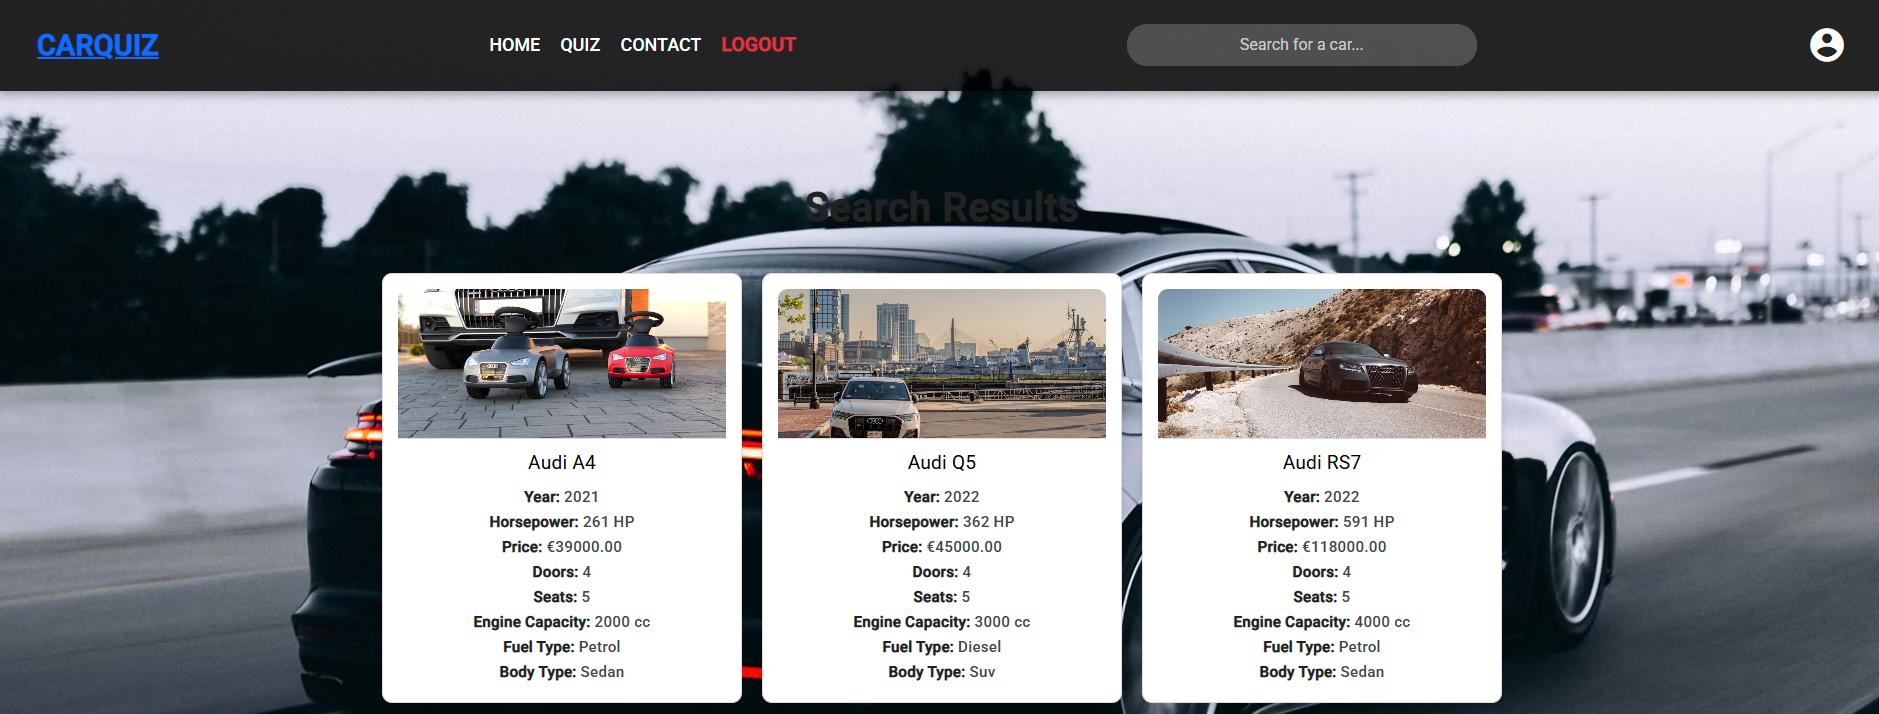 CARQUIZ HOME QUIZ CONTACT LOGOUT Search for a car...
Search Results
Audi A4
Year: 2021
Horsepower: 261 HP
Price: €39000.00
Doors: 4
Seats: 5
Engine Capacity: 2000 cc
Fuel Type: Petrol
Body Type: Sedan
Audi Q5
Year: 2022
Horsepower: 362 HP
Price: €45000.00
Doors: 4
Seats: 5
Engine Capacity: 3000 cc
Fuel Type: Diesel
Body Type: Suv
Audi RS7
Year: 2022
Horsepower: 591 HP
Price: €118000.00
Doors: 4
Seats: 5
Engine Capacity: 4000 cc
Fuel Type: Petrol
Body Type: Sedan